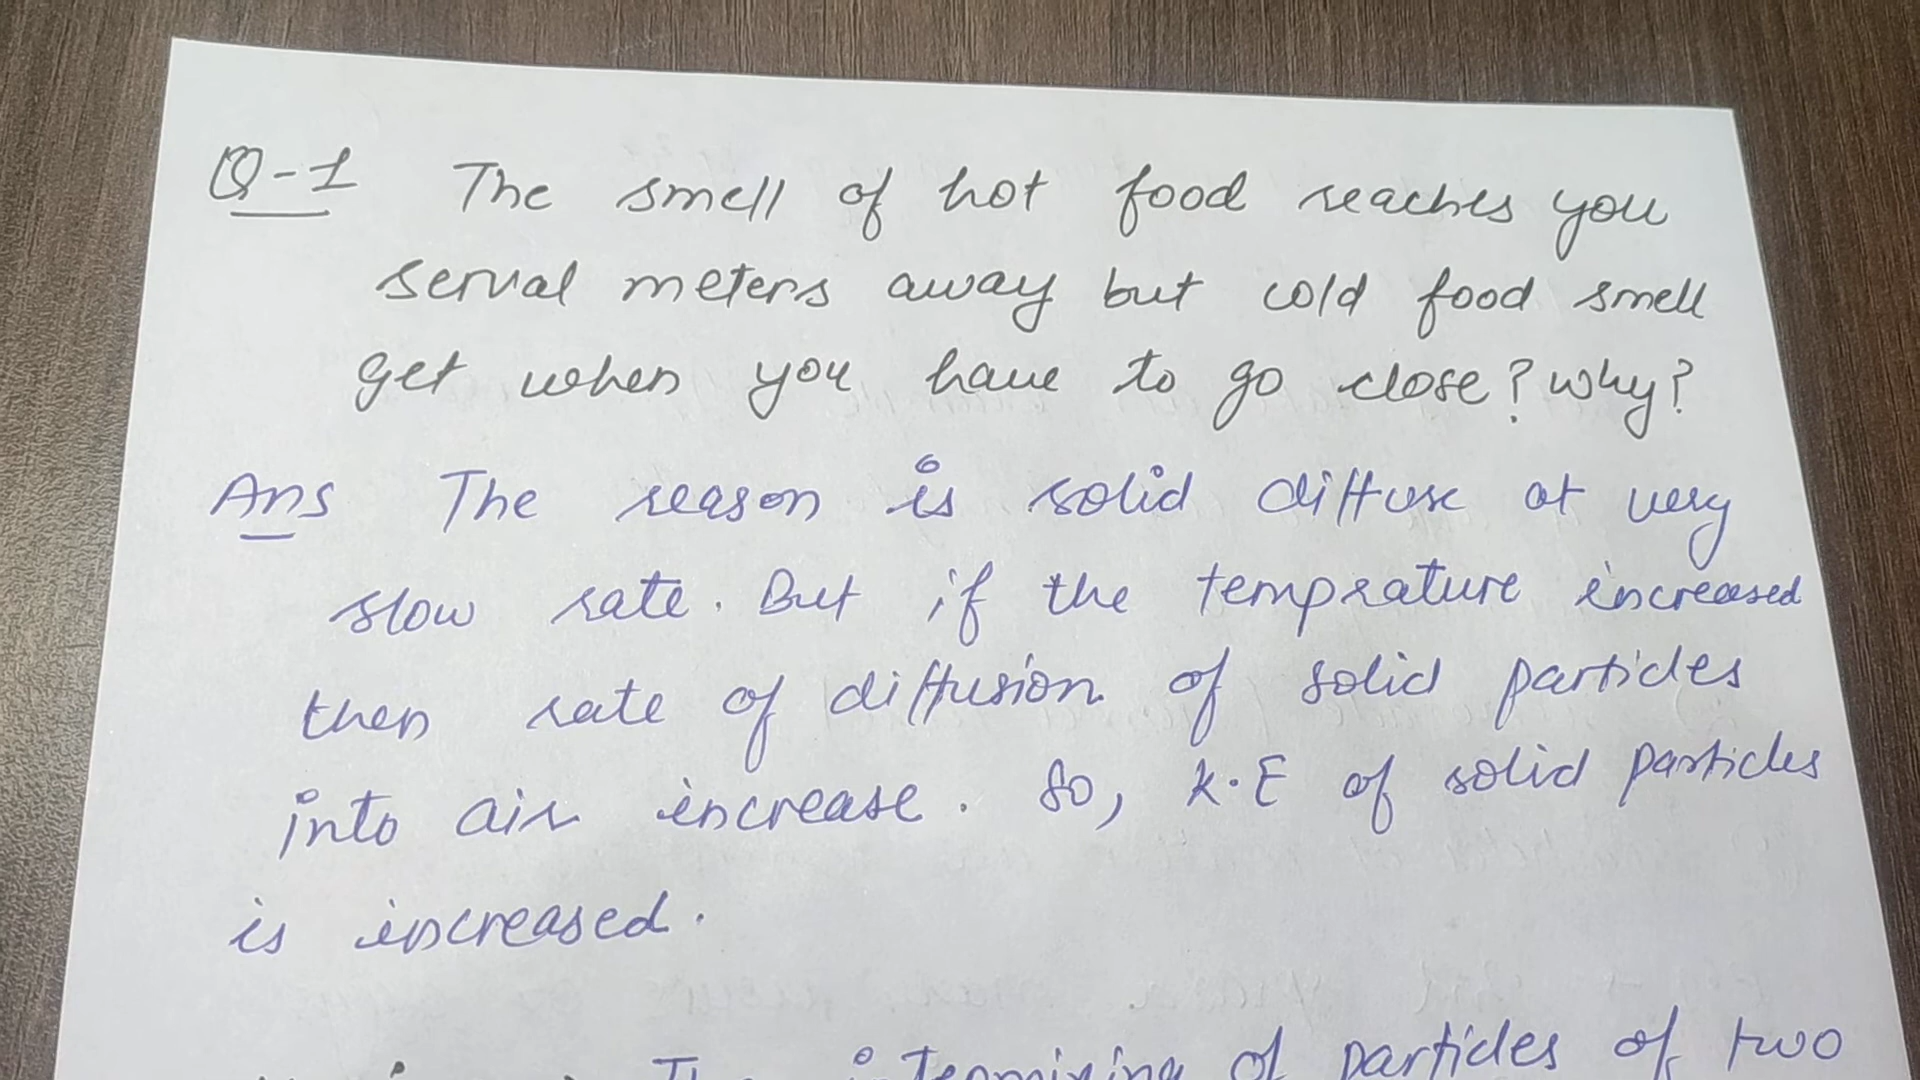 Q-1 The smell of hot food reaches you
serval meters away but cold food smell
get when you have to go close? why?
Ans The reason is solid diffuse at very
slow rate. But if the temprature increased
then rate of diffusion of solid particles
into air increase. So, K.E of solid particles
is increased.
intermixing of particles of two